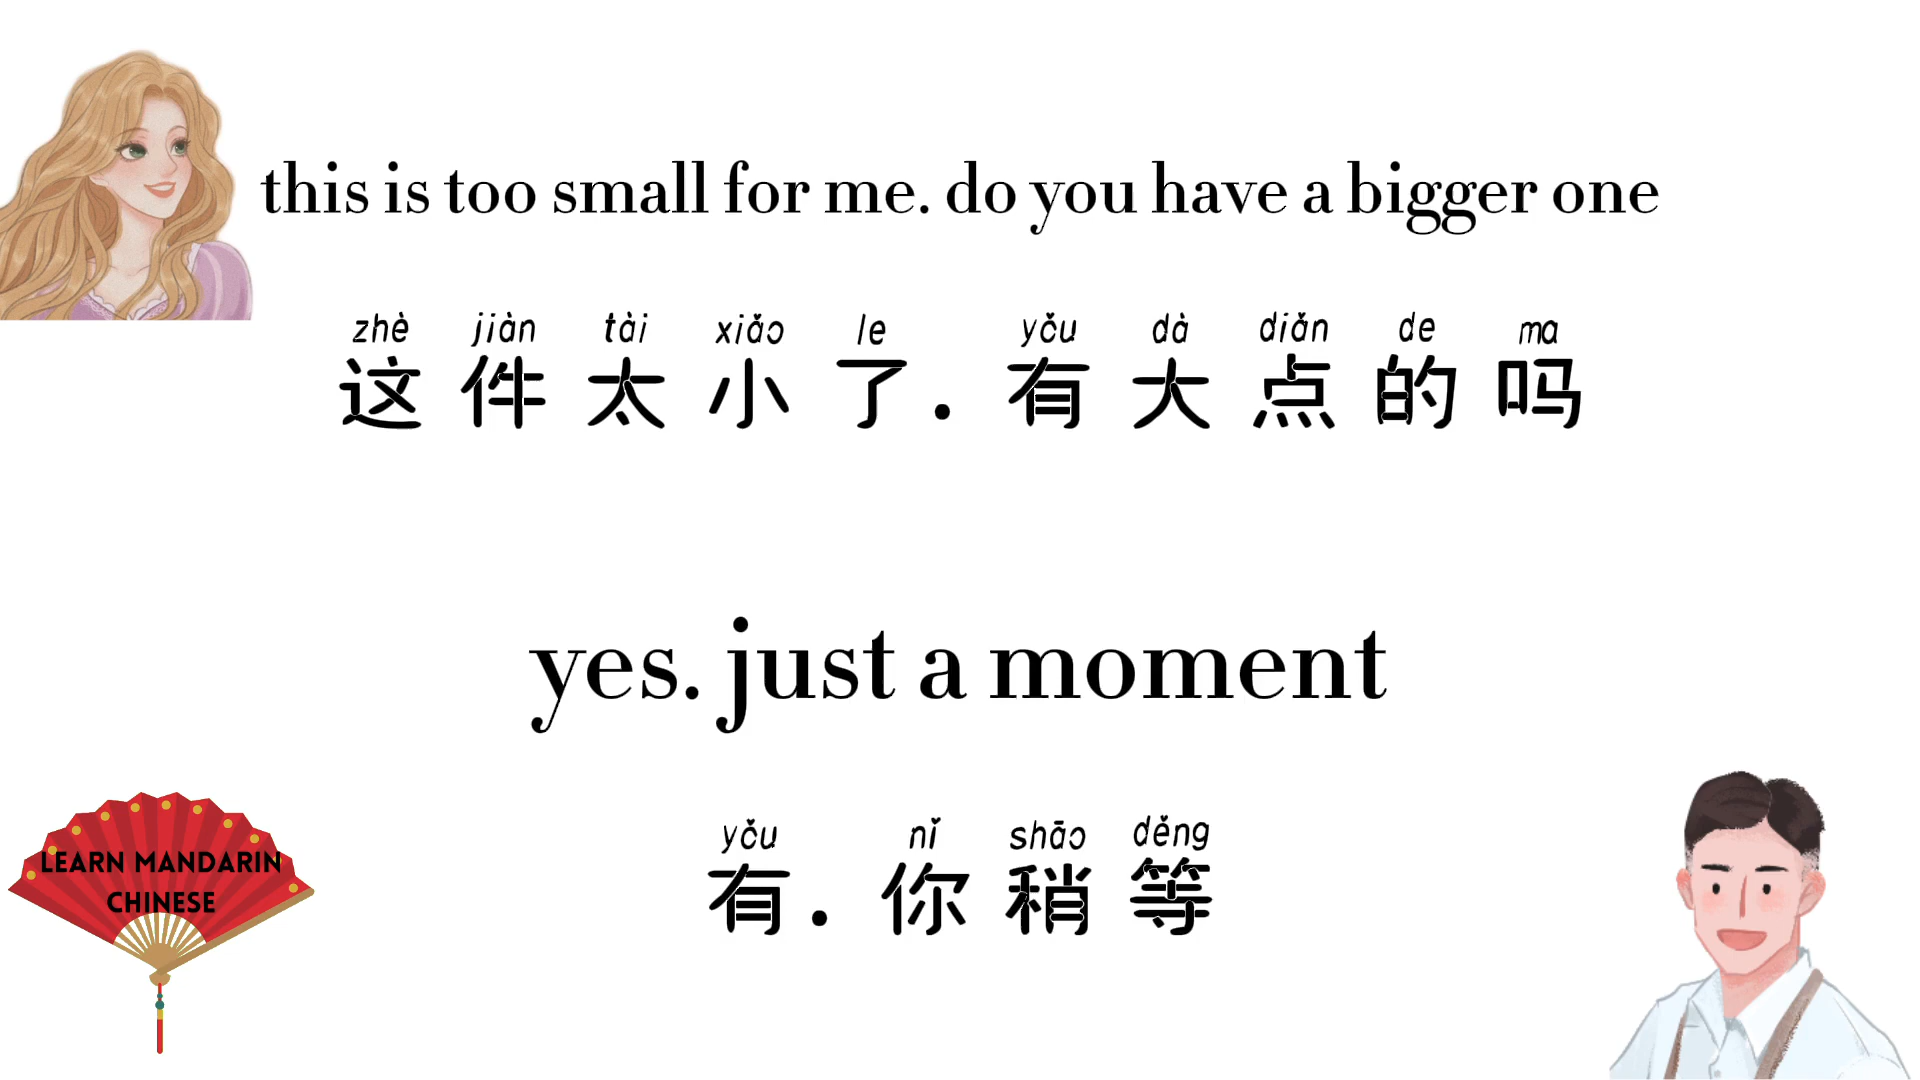 this is too small for me. do you have a bigger one
zhè jiàn tài xiǎo le yǒu dà diǎn de ma
这件太小了. 有大点的吗
yes. just a moment
yǒu nǐ shāo děng
有. 你稍等
LEARN MANDARIN
CHINESE